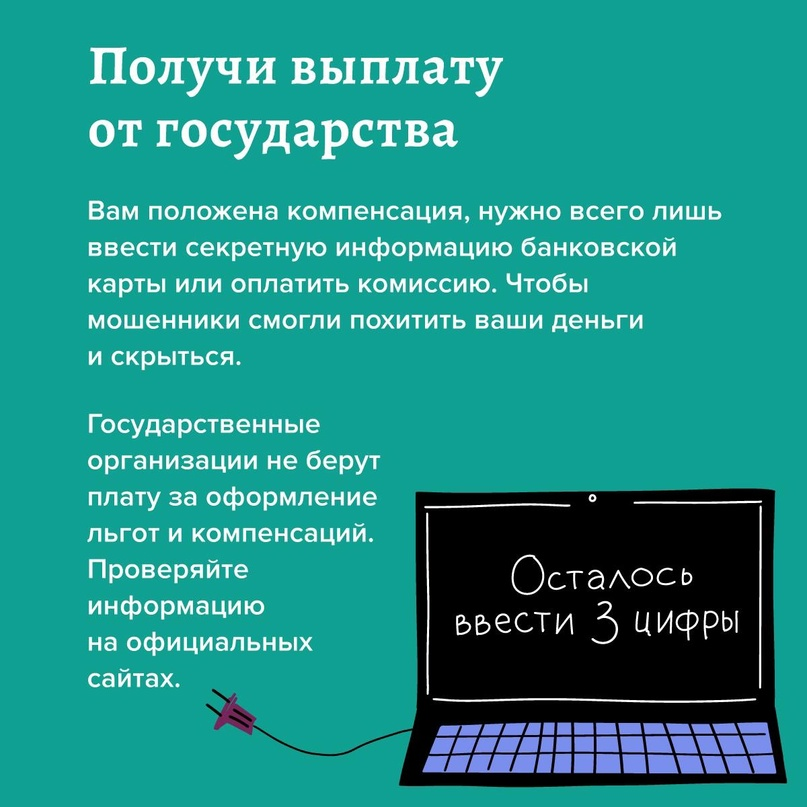 Получи выплату
от государства
Вам положена компенсация, нужно всего лишь
ввести секретную информацию банковской
карты или оплатить комиссию. Чтобы
мошенники смогли похитить ваши деньги
и скрыться.
Государственные
организации не берут
плату за оформление
льгот и компенсаций.
Проверяйте
информацию
на официальных
сайтах.
Осталось
ввести 3 цифры